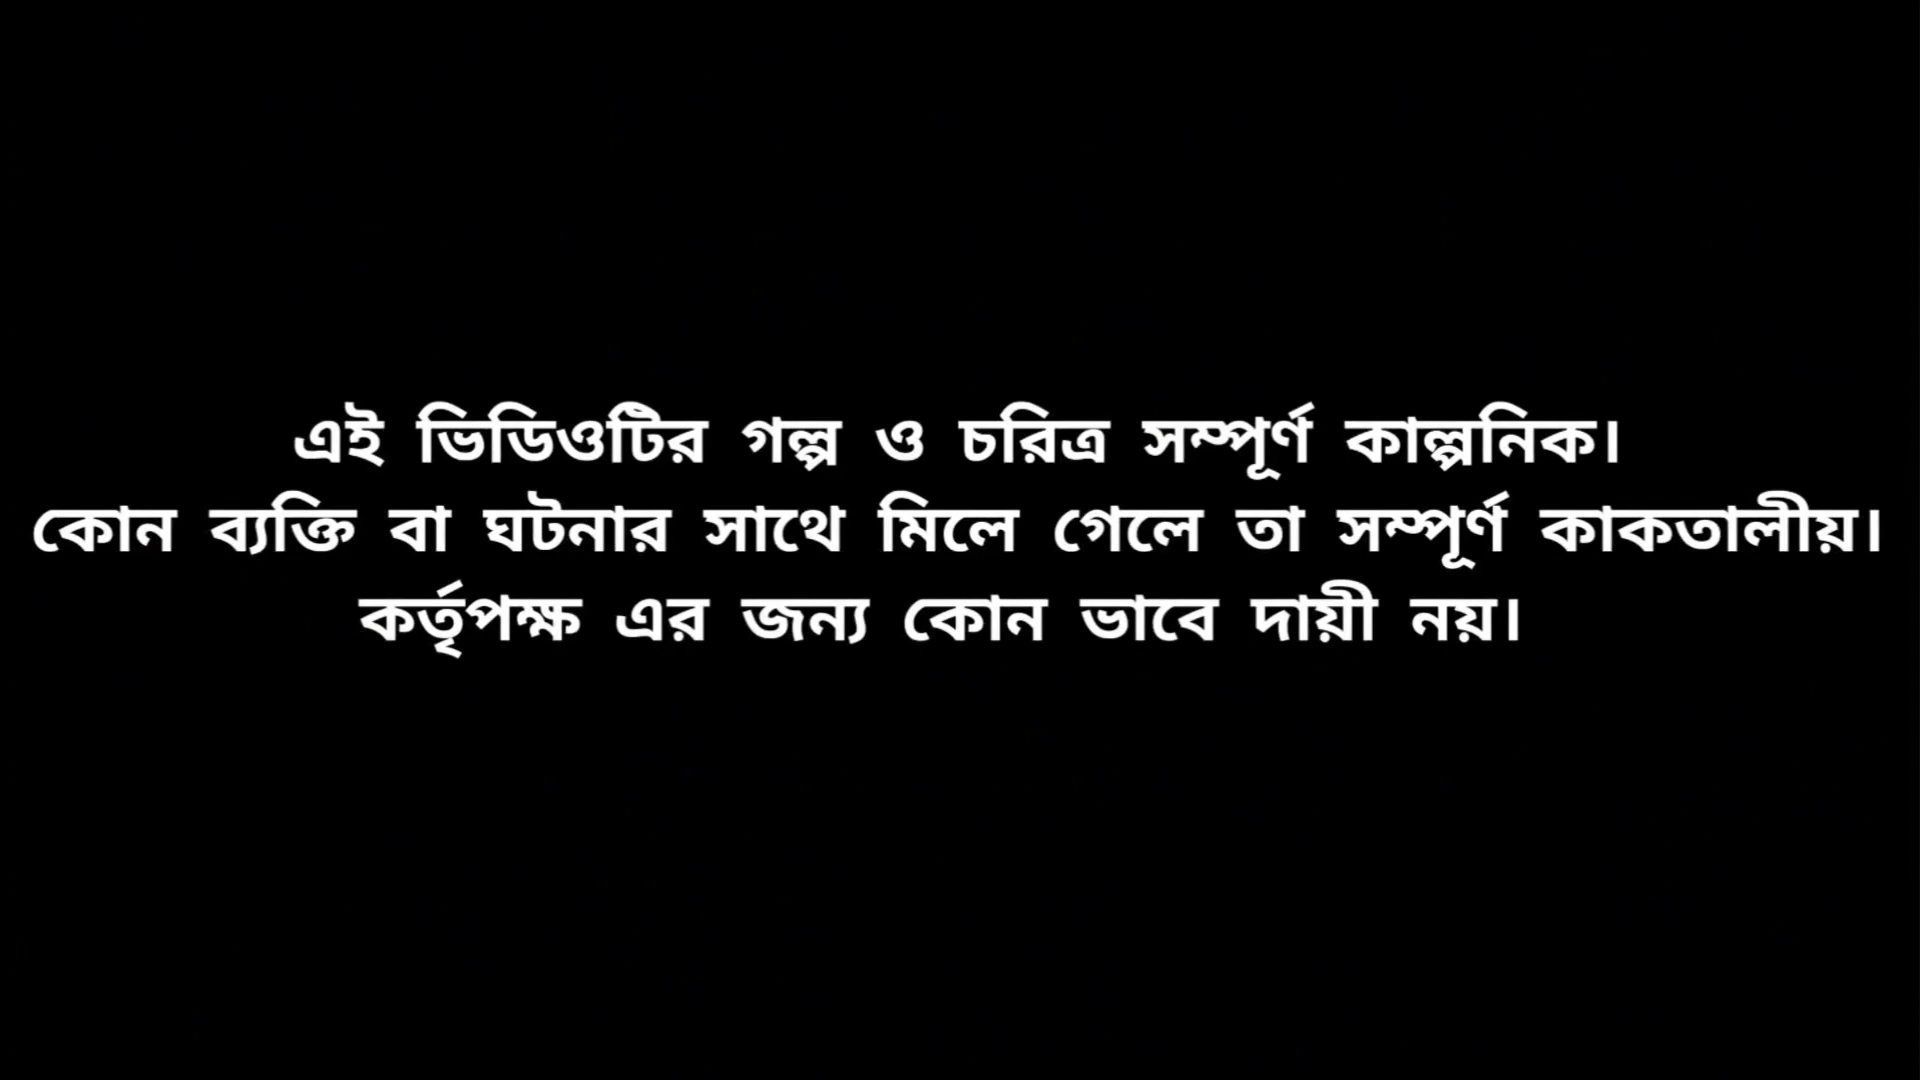 এই ভিডিওটির গল্প ও চরিত্র সম্পূর্ণ কাল্পনিক।
কোন ব্যক্তি বা ঘটনার সাথে মিলে গেলে তা সম্পূর্ণ কাকতালীয়।
কর্তৃপক্ষ এর জন্য কোন ভাবে দায়ী নয়।